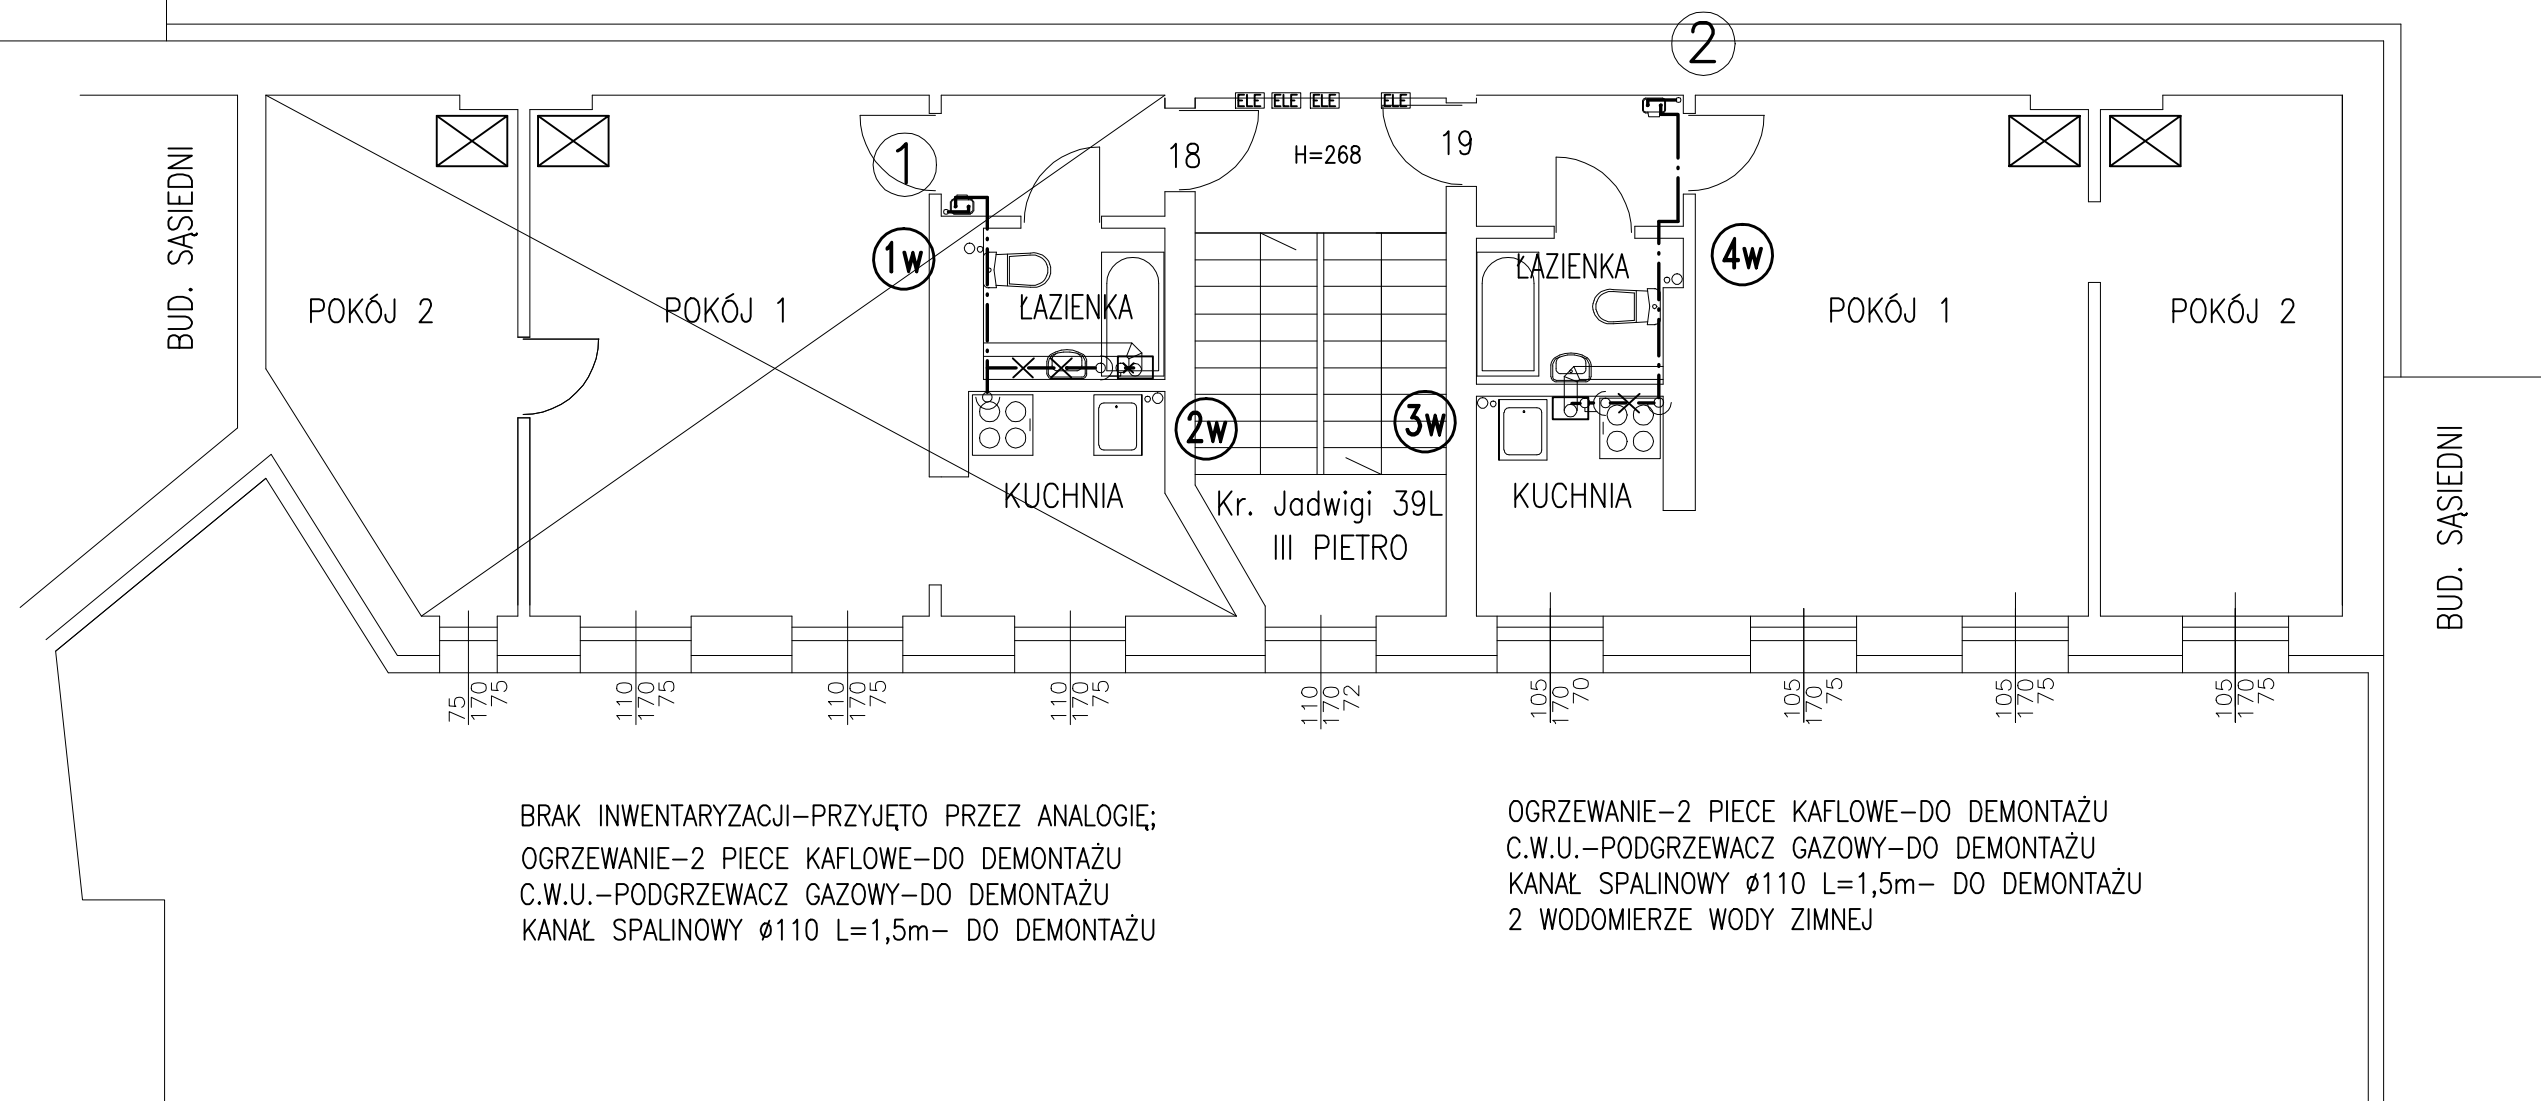 2
ELE ELE ELE ELE
18
H=268
19
1
1w
4w
BUD. SĄSIEDNI
POKÓJ 2
POKÓJ 1
ŁAZIENKA
ŁAZIENKA
POKÓJ 1
POKÓJ 2
2w
3w
KUCHNIA
Kr. Jadwigi 39L
III PIETRO
KUCHNIA
BUD. SĄSIEDNI
75
170
75
110
170
75
110
170
75
110
170
75
110
170
72
105
170
70
105
170
75
105
170
75
105
170
75
BRAK INWENTARYZACJI-PRZYJĘTO PRZEZ ANALOGIĘ;
OGRZEWANIE-2 PIECE KAFLOWE-DO DEMONTAŻU
C.W.U.-PODGRZEWACZ GAZOWY-DO DEMONTAŻU
KANAŁ SPALINOWY ø110 L=1,5m- DO DEMONTAŻU
OGRZEWANIE-2 PIECE KAFLOWE-DO DEMONTAŻU
C.W.U.-PODGRZEWACZ GAZOWY-DO DEMONTAŻU
KANAŁ SPALINOWY ø110 L=1,5m- DO DEMONTAŻU
2 WODOMIERZE WODY ZIMNEJ